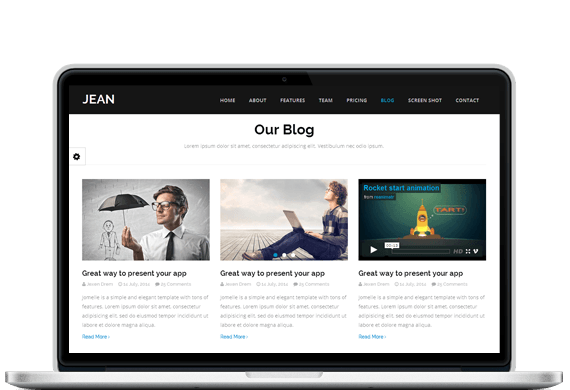 JEAN
HOME ABOUT FEATURES TEAM PRICING BLOG SCREEN SHOT CONTACT
Our Blog
Lorem ipsum dolor sit amet, consectetur adipiscing elit. Vestibulum nec odio ipsum.
Rocket start animation
from
TART!
HD
Great way to present your app
Jeven Drem 11 July, 2011 15 Comments
Jomelle is a simple and elegant template with tons of
features. Lorem ipsum dolor sit amet, consectetur
adipisicing elit, sed do eiusmod tempor incididunt ut
labore et dolore magna aliqua.
Read More
Great way to present your app
Jeven Drem 11 July, 2011 15 Comments
Jomelle is a simple and elegant template with tons of
features. Lorem ipsum dolor sit amet, consectetur
adipisicing elit, sed do eiusmod tempor incididunt ut
labore et dolore magna aliqua.
Read More
Great way to present your app
Jeven Drem 11 July, 2011 15 Comments
Jomelle is a simple and elegant template with tons of
features. Lorem ipsum dolor sit amet, consectetur
adipisicing elit, sed do eiusmod tempor incididunt ut
labore et dolore magna aliqua.
Read More